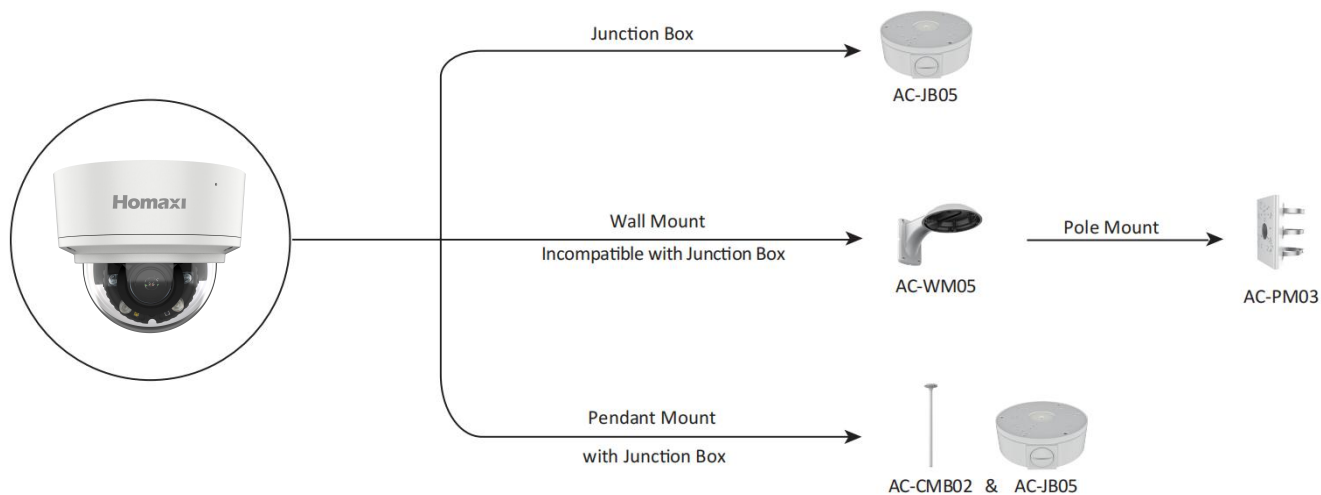 Junction Box
AC-JB05
Homaxi
Wall Mount
Incompatible with Junction Box
AC-WM05
Pole Mount
AC-PM03
Pendant Mount
with Junction Box
AC-CMB02 & AC-JB05